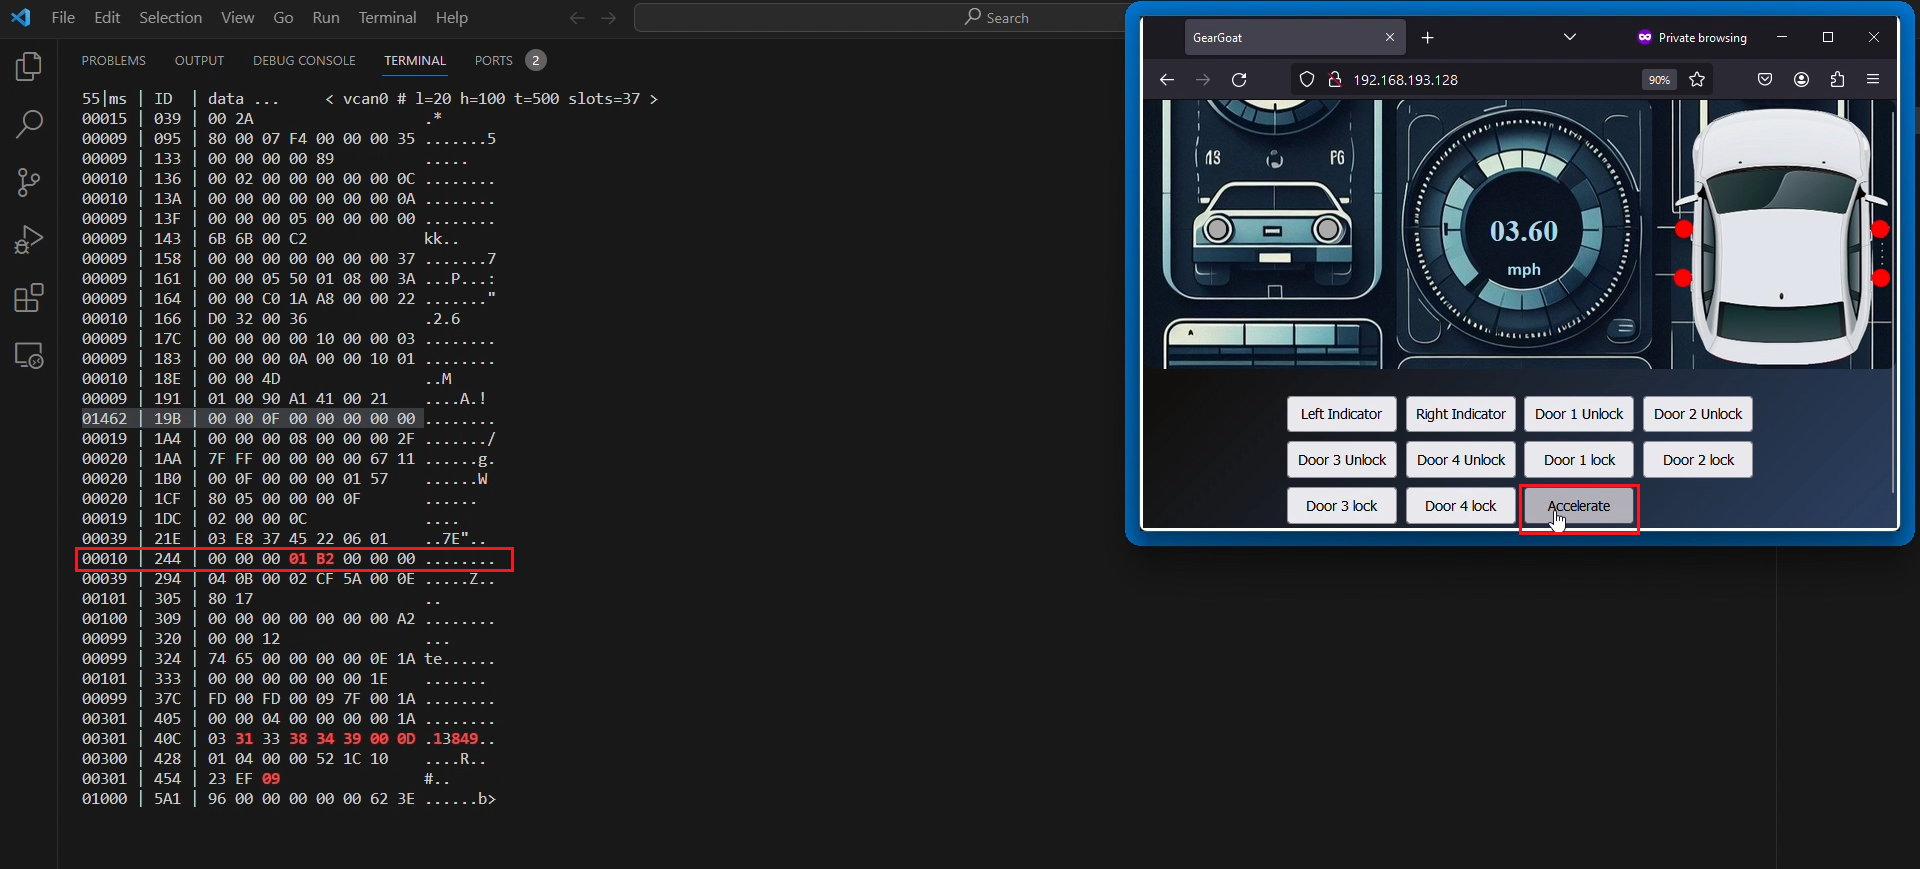 File Edit Selection View Go Run Terminal Help
Search
PROBLEMS OUTPUT DEBUG CONSOLE TERMINAL PORTS 2
55|ms | ID | data ... < vcan0 # l=20 h=100 t=500 slots=37 >
00015 | 039 | 00 2A .*
00009 | 095 | 80 00 07 F4 00 00 00 35 .......5
00009 | 133 | 00 00 00 00 89 .....
00010 | 136 | 00 02 00 00 00 00 00 0C ........
00010 | 13A | 00 00 00 00 00 00 00 0A ........
00009 | 13F | 00 00 00 05 00 00 00 00 ........
00009 | 143 | 6B 6B 00 C2 kk..
00009 | 158 | 00 00 00 00 00 00 00 37 .......7
00009 | 161 | 00 00 05 50 01 08 00 3A ...P...:
00009 | 164 | 00 00 C0 1A A8 00 00 22 ......."
00010 | 166 | D0 32 00 36 .2.6
00009 | 17C | 00 00 00 00 10 00 00 03 ........
00009 | 183 | 00 00 00 0A 00 00 10 01 ........
00010 | 18E | 00 00 4D ..M
00009 | 191 | 01 00 90 A1 41 00 21 ....A.!
01462 | 19B | 00 00 0F 00 00 00 00 00 ........
00019 | 1A4 | 00 00 00 08 00 00 00 2F ......./
00020 | 1AA | 7F FF 00 00 00 00 67 11 ......g.
00020 | 1B0 | 00 0F 00 00 00 01 57 ......W
00020 | 1CF | 80 05 00 00 00 0F ......
00019 | 1DC | 02 00 00 0C ....
00039 | 21E | 03 E8 37 45 22 06 01 ..7E"..
00010 | 244 | 00 00 00 01 B2 00 00 00 ........
00039 | 294 | 04 0B 00 02 CF 5A 00 0E .....Z..
00101 | 305 | 80 17 ..
00100 | 309 | 00 00 00 00 00 00 00 A2 ........
00099 | 320 | 00 00 12 ...
00099 | 324 | 74 65 00 00 00 00 0E 1A te......
00101 | 333 | 00 00 00 00 00 00 1E .......
00099 | 37C | FD 00 FD 00 09 7F 00 1A ........
00301 | 405 | 00 00 04 00 00 00 00 1A ........
00301 | 40C | 03 31 33 38 34 39 00 0D .13849..
00300 | 428 | 01 04 00 00 52 1C 10 ....R..
00301 | 454 | 23 EF 09 #..
01000 | 5A1 | 96 00 00 00 00 00 62 3E ......b>
GearGoat
Private browsing
192.168.193.128 90%
03.60
mph
Left Indicator Right Indicator Door 1 Unlock Door 2 Unlock
Door 3 Unlock Door 4 Unlock Door 1 lock Door 2 lock
Door 3 lock Door 4 lock Accelerate